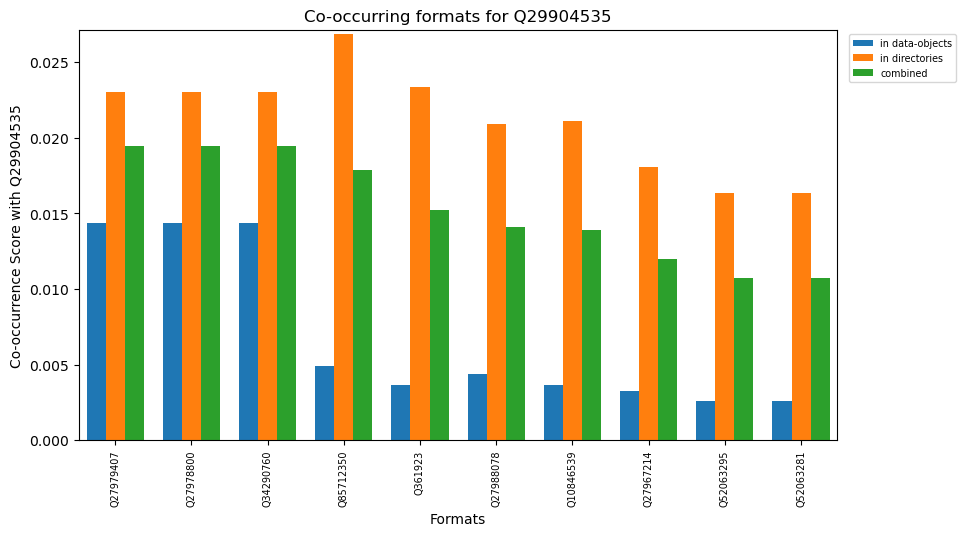 Co-occurring formats for Q29904535
in data-objects
in directories
combined
Co-occurrence Score with Q29904535
0.025
0.020
0.015
0.010
0.005
0.000
Q27979407
Q27978800
Q34290760
Q85712350
Q361923
Q27988078
Q10846539
Q27967214
Q52063295
Q52063281
Formats